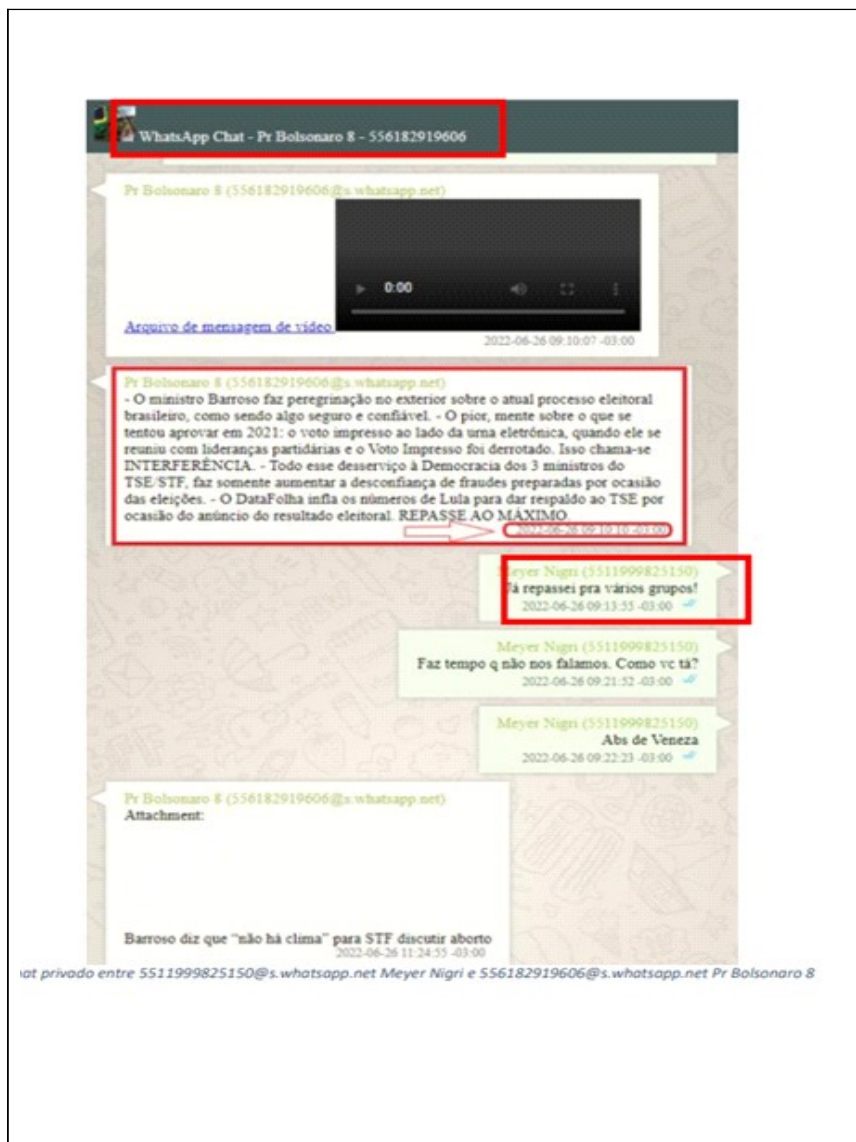 WhatsApp Chat - Pr Bolsonaro 8 - 556182919606
Pr Bolsonaro 8 (556182919606@s.whatsapp.net)
0:00
Arquivo de mensagem de vídeo
2022-06-26 09:10:07 -03:00
Pr Bolsonaro 8 (556182919606@s.whatsapp.net)
- O ministro Barroso faz peregrinação no exterior sobre o atual processo eleitoral
brasileiro, como sendo algo seguro e confiável. - O pior, mente sobre o que se
tentou aprovar em 2021: o voto impresso ao lado da urna eletrônica, quando ele se
reuniu com lideranças partidárias e o Voto Impresso foi derrotado. Isso chama-se
INTERFERÊNCIA. - Todo esse desserviço à Democracia dos 3 ministros do
TSE/STF, faz somente aumentar a desconfiança de fraudes preparadas por ocasião
das eleições. - O DataFolha infla os números de Lula para dar respaldo ao TSE por
ocasião do anúncio do resultado eleitoral. REPASSE AO MÁXIMO.
2022-06-26 09:10:10 -03:00
Meyer Nigri (5511999825150)
Já repassei pra vários grupos!
2022-06-26 09:13:55 -03:00
Meyer Nigri (5511999825150)
Faz tempo q não nos falamos. Como vc tá?
2022-06-26 09:21:52 -03:00
Meyer Nigri (5511999825150)
Abs de Veneza
2022-06-26 09:22:23 -03:00
Pr Bolsonaro 8 (556182919606@s.whatsapp.net)
Attachment:
Barroso diz que “não há clima” para STF discutir aborto
2022-06-26 11:24:55 -03:00
hat privado entre 5511999825150@s.whatsapp.net Meyer Nigri e 556182919606@s.whatsapp.net Pr Bolsonaro 8